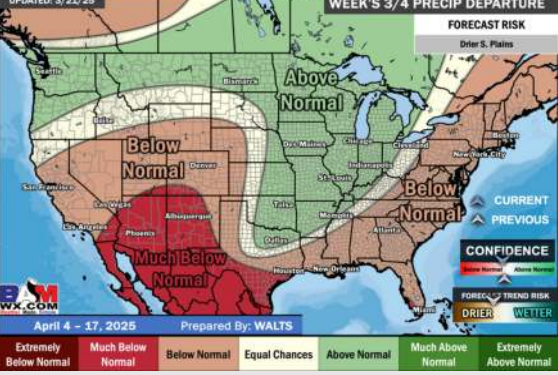 UPDATED: 3/21/25
WEEK'S 3/4 PRECIP DEPARTURE
FORECAST RISK
Drier S. Plains
Seattle
Bismarck
Above
Normal
Boise
Des Moines
Chicago
Cleveland
Boston
New York City
Below
Normal
Denver
Indianapolis
St. Louis
San Francisco
Las Vegas
Below
Normal
CURRENT
PREVIOUS
Los Angeles
Phoenix
Albuquerque
Tulsa
Memphis
Atlanta
Dallas
Much Below
Normal
Houston
New Orleans
CONFIDENCE
Below Normal
Above Normal
FORECAST TREND RISK
DRIER
WETTER
Miami
BAM
WX.COM
April 4 – 17, 2025
Prepared By: WALTS
Extremely
Below Normal
Much Below
Normal
Below Normal
Equal Chances
Above Normal
Much Above
Normal
Extremely
Above Normal